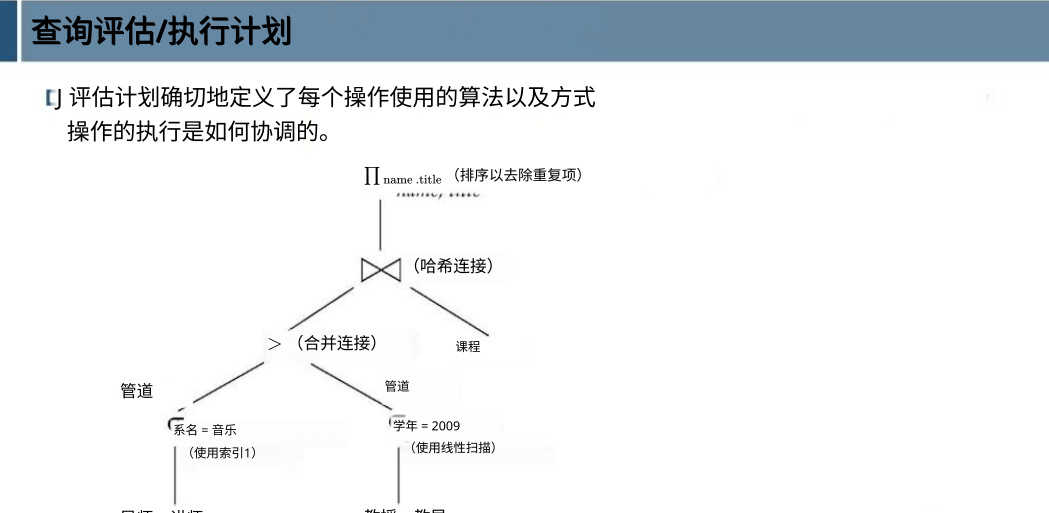 查询评估/执行计划
评估计划确切地定义了每个操作使用的算法以及方式
操作的执行是如何协调的。
∏ name .title （排序以去除重复项）
（哈希连接）
> （合并连接）
课程
管道
管道
系名 = 音乐
（使用索引1）
学年 = 2009
（使用线性扫描）